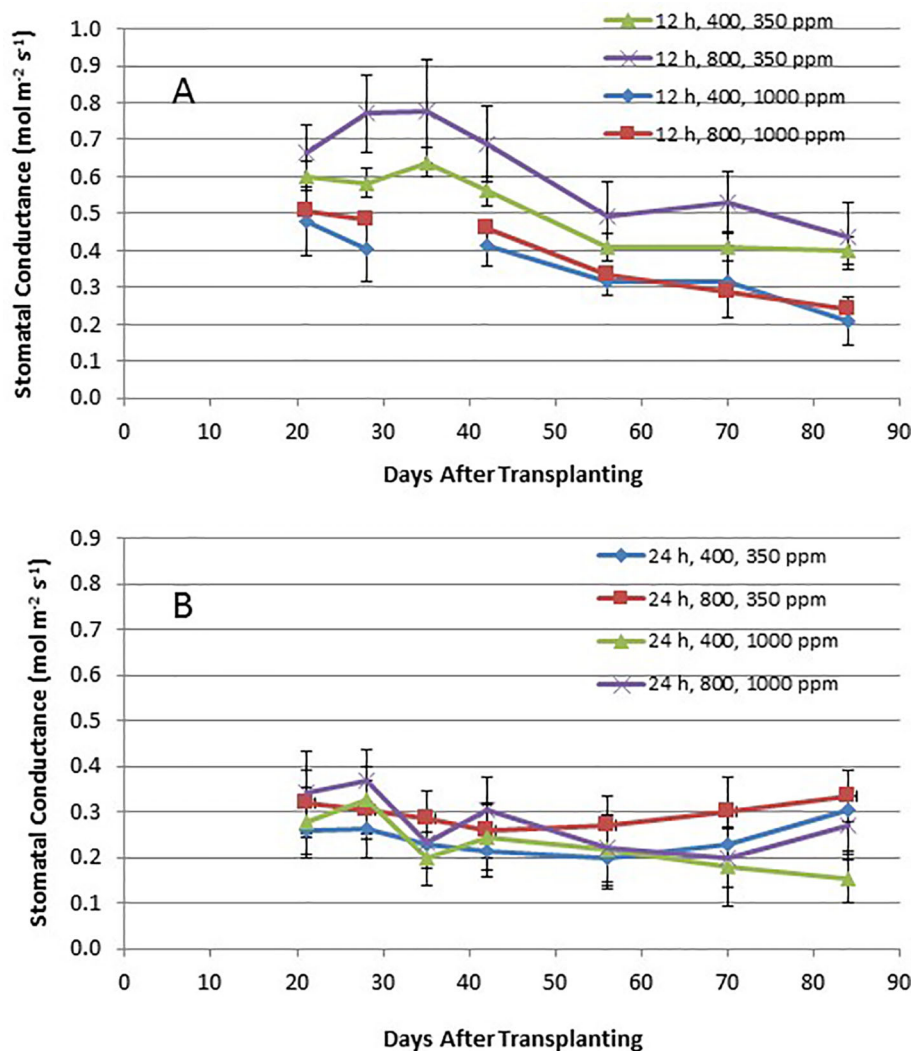 Stomatal Conductance (mol m⁻² s⁻¹)
1.0
0.9
0.8
0.7
0.6
0.5
0.4
0.3
0.2
0.1
0.0
A
12 h, 400, 350 ppm
12 h, 800, 350 ppm
12 h, 400, 1000 ppm
12 h, 800, 1000 ppm
0 10 20 30 40 50 60 70 80 90
Days After Transplanting
Stomatal Conductance (mol m⁻² s⁻¹)
0.9
0.8
0.7
0.6
0.5
0.4
0.3
0.2
0.1
0.0
B
24 h, 400, 350 ppm
24 h, 800, 350 ppm
24 h, 400, 1000 ppm
24 h, 800, 1000 ppm
0 10 20 30 40 50 60 70 80 90
Days After Transplanting